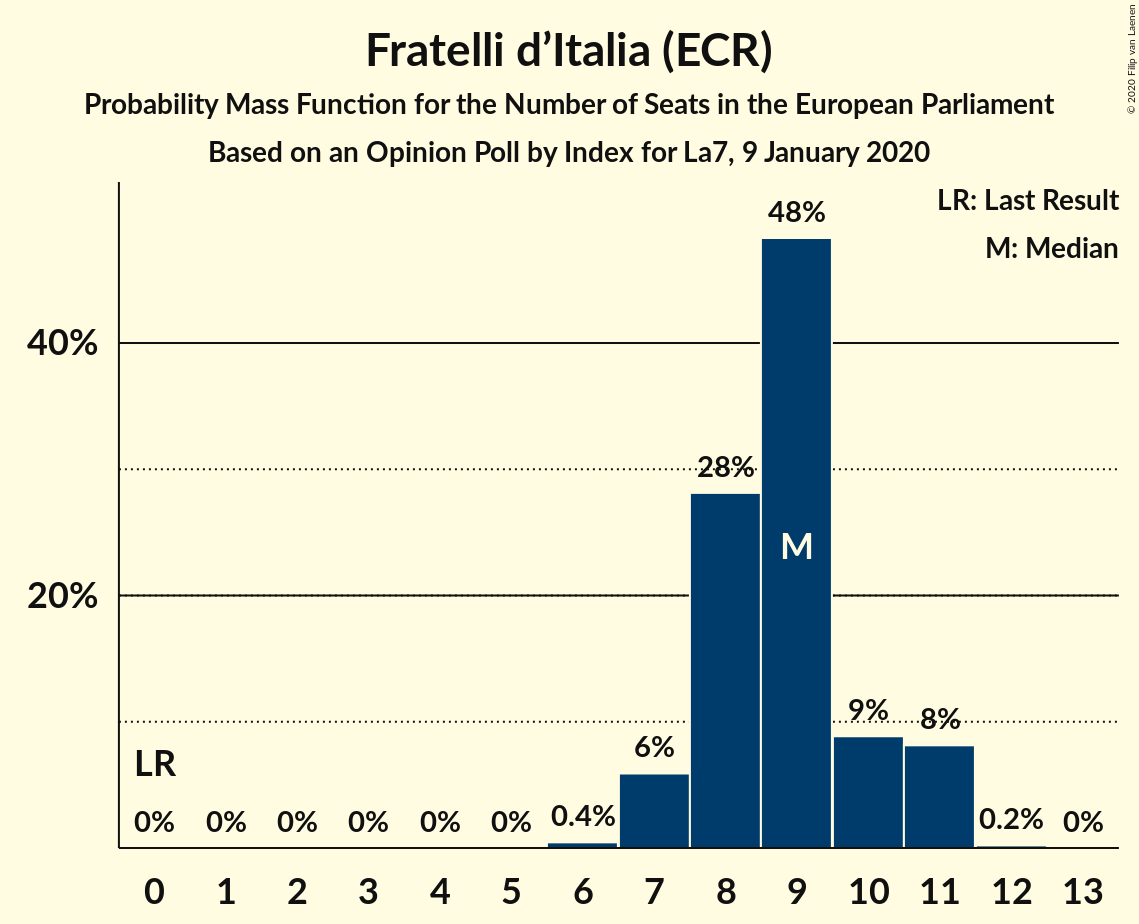 Fratelli d’Italia (ECR)
Probability Mass Function for the Number of Seats in the European Parliament
Based on an Opinion Poll by Index for La7, 9 January 2020
© 2020 Filip van Laenen
LR: Last Result
M: Median
48%
40%
28%
M
20%
9%
8%
6%
LR
0% 0% 0% 0% 0% 0% 0.4% 0.2% 0%
0 1 2 3 4 5 6 7 8 9 10 11 12 13